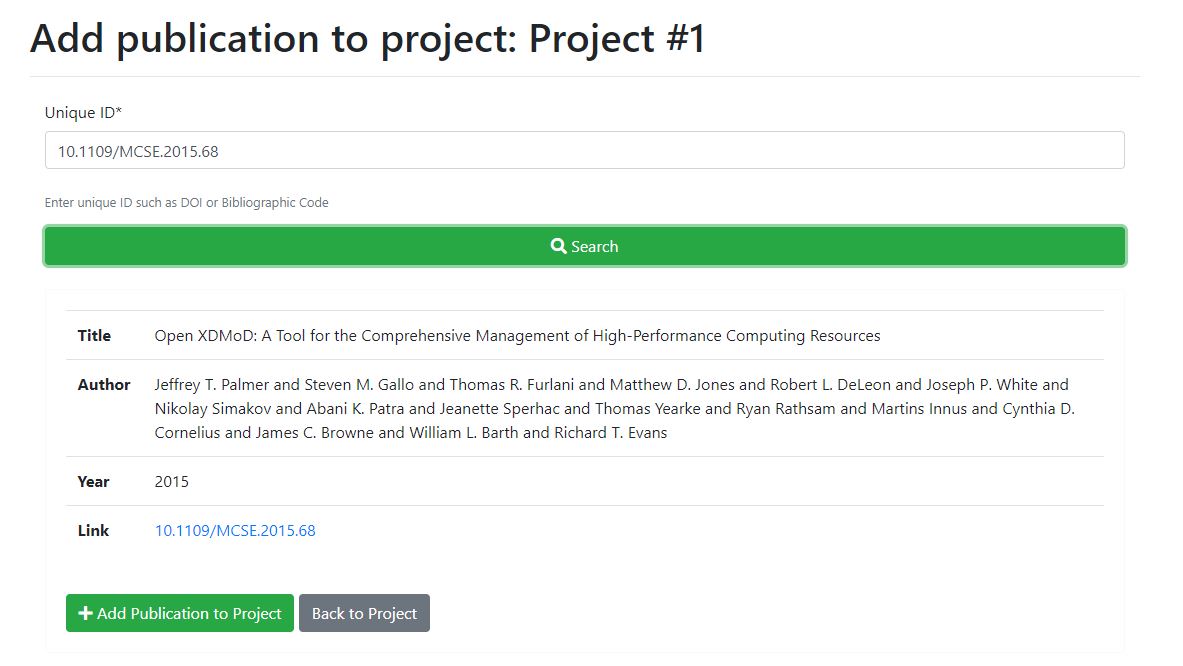 Add publication to project: Project #1
Unique ID*
10.1109/MCSE.2015.68
Enter unique ID such as DOI or Bibliographic Code
Search
Title Open XDMoD: A Tool for the Comprehensive Management of High-Performance Computing Resources
Author Jeffrey T. Palmer and Steven M. Gallo and Thomas R. Furlani and Matthew D. Jones and Robert L. DeLeon and Joseph P. White and
Nikolay Simakov and Abani K. Patra and Jeanette Sperhac and Thomas Yearke and Ryan Rathsam and Martins Innus and Cynthia D.
Cornelius and James C. Browne and William L. Barth and Richard T. Evans
Year 2015
Link 10.1109/MCSE.2015.68
Add Publication to Project Back to Project